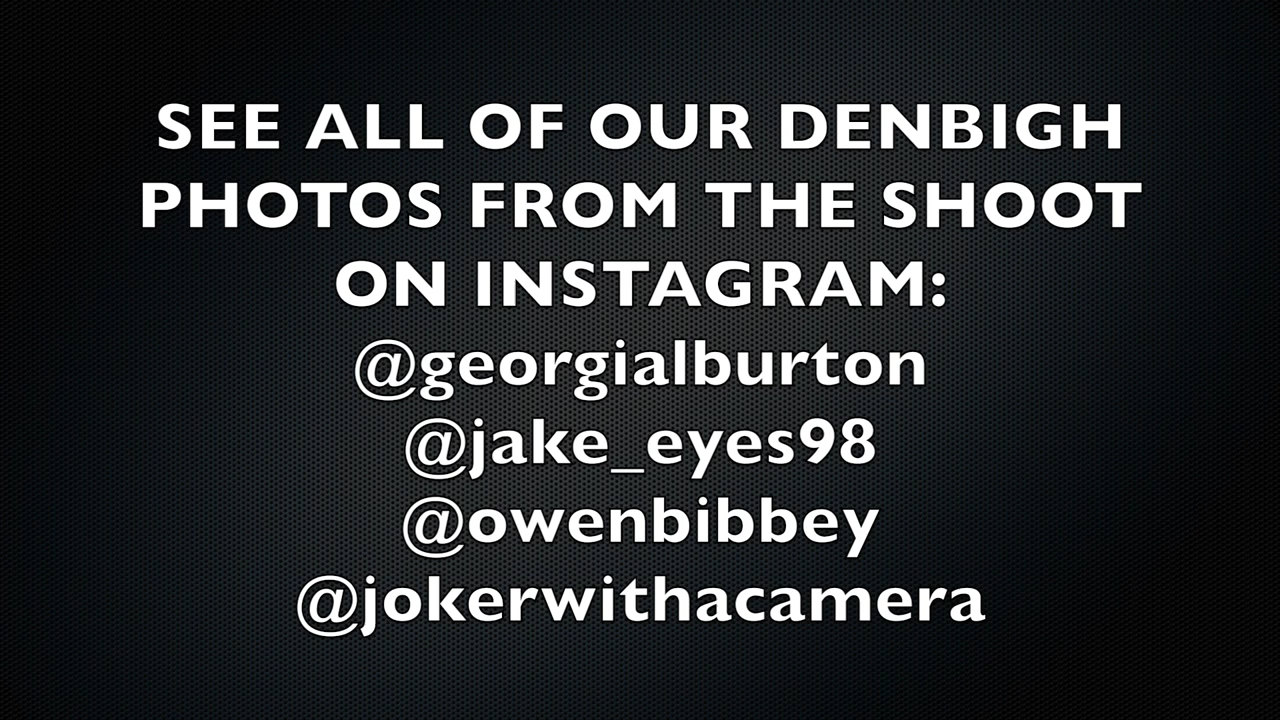 SEE ALL OF OUR DENBIGH
PHOTOS FROM THE SHOOT
ON INSTAGRAM:
@georgialburton
@jake_eyes98
@owenbibbey
@jokerwithacamera